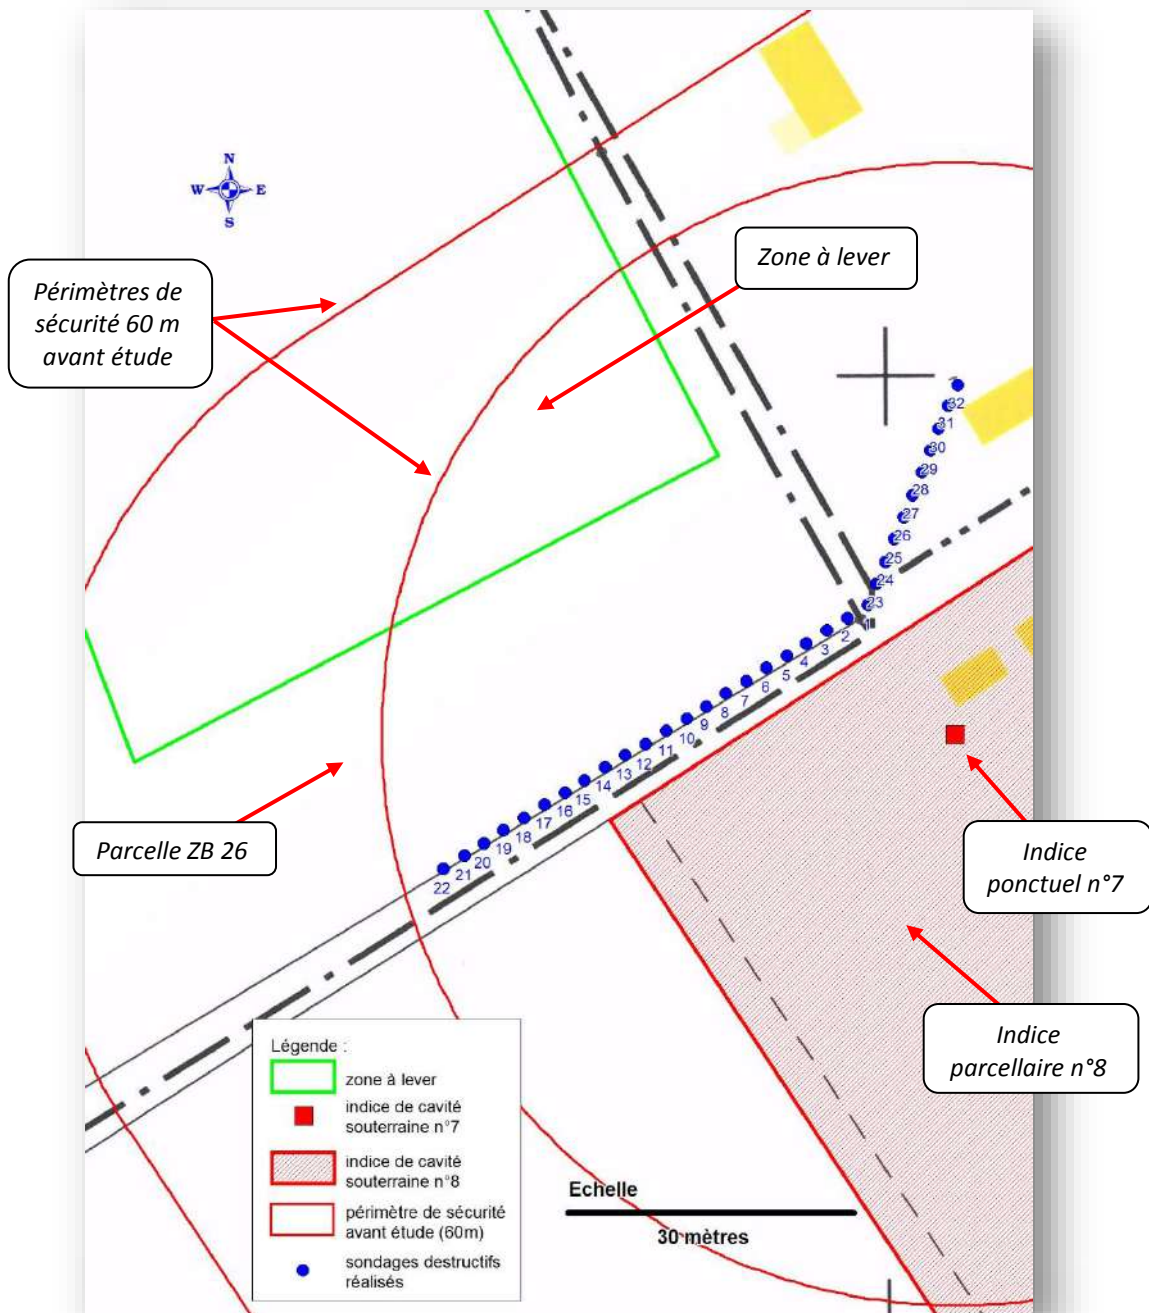 N
W
E
S
Périmètres de
sécurité 60 m
avant étude
Zone à lever
32
31
30
29
28
27
26
25
24
23
1
2
3
4
5
6
7
8
9
10
11
12
13
14
15
16
17
18
19
20
21
22
Parcelle ZB 26
Indice
ponctuel n°7
Indice
parcellaire n°8
Légende :
zone à lever
indice de cavité
souterraine n°7
indice de cavité
souterraine n°8
périmètre de sécurité
avant étude (60m)
sondages destructifs
réalisés
Echelle
30 mètres